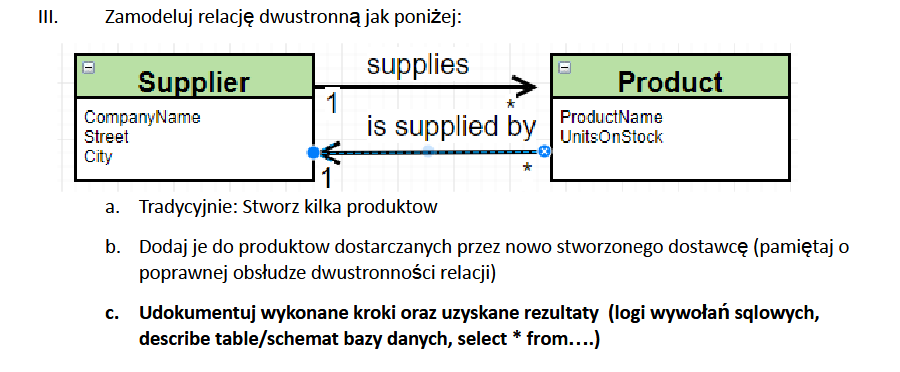 III. Zamodeluj relację dwustronną jak poniżej:
Supplier
CompanyName
Street
City
supplies
1
*
is supplied by
1
*
Product
ProductName
UnitsOnStock
a. Tradycyjnie: Stworz kilka produktow
b. Dodaj je do produktow dostarczanych przez nowo stworzonego dostawcę (pamiętaj o
poprawnej obsłudze dwustronności relacji)
c. Udokumentuj wykonane kroki oraz uzyskane rezultaty (logi wywołań sqlowych,
describe table/schemat bazy danych, select * from….)